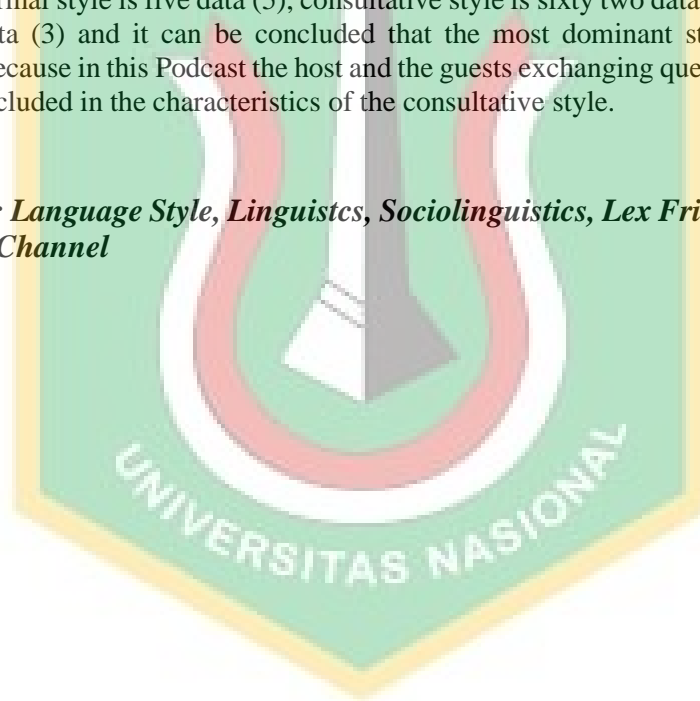 rmal style is five data (5), consultative style is sixty two data
ta (3) and it can be concluded that the most dominant st
ecause in this Podcast the host and the guests exchanging que
cluded in the characteristics of the consultative style.
: Language Style, Linguistcs, Sociolinguistics, Lex Fri
Channel
UNIVERSITAS NASIONAL